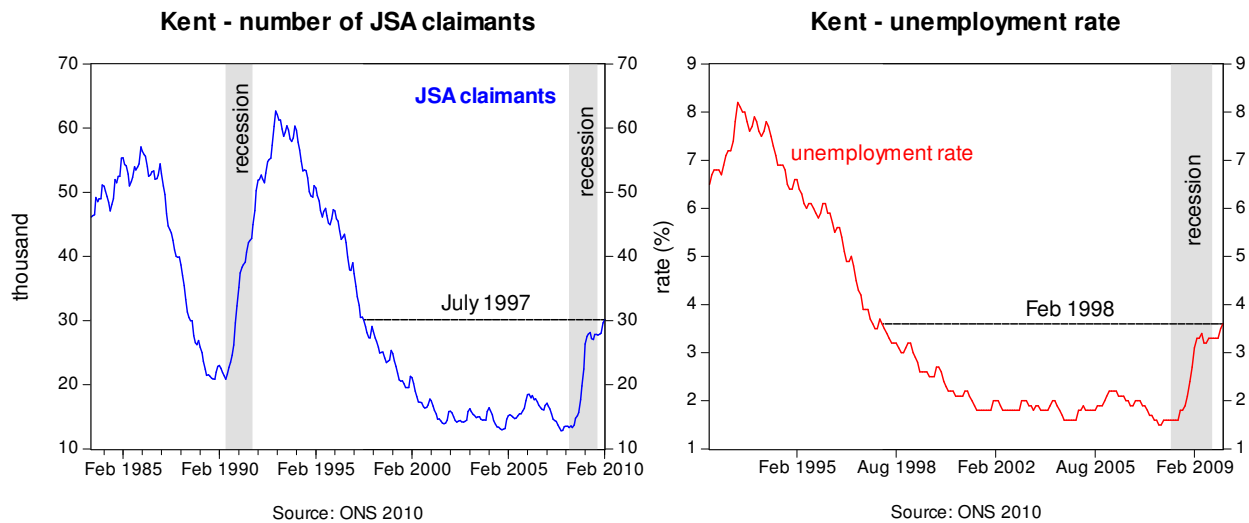 Kent - number of JSA claimants
70
60
50
40
30
20
10
70
60
50
40
30
20
10
thousand
JSA claimants
recession
recession
July 1997
Feb 1985
Feb 1990
Feb 1995
Feb 2000
Feb 2005
Feb 2010
Source: ONS 2010
Kent - unemployment rate
9
8
7
6
5
4
3
2
1
9
8
7
6
5
4
3
2
1
rate (%)
unemployment rate
recession
Feb 1998
Feb 1995
Aug 1998
Feb 2002
Aug 2005
Feb 2009
Source: ONS 2010